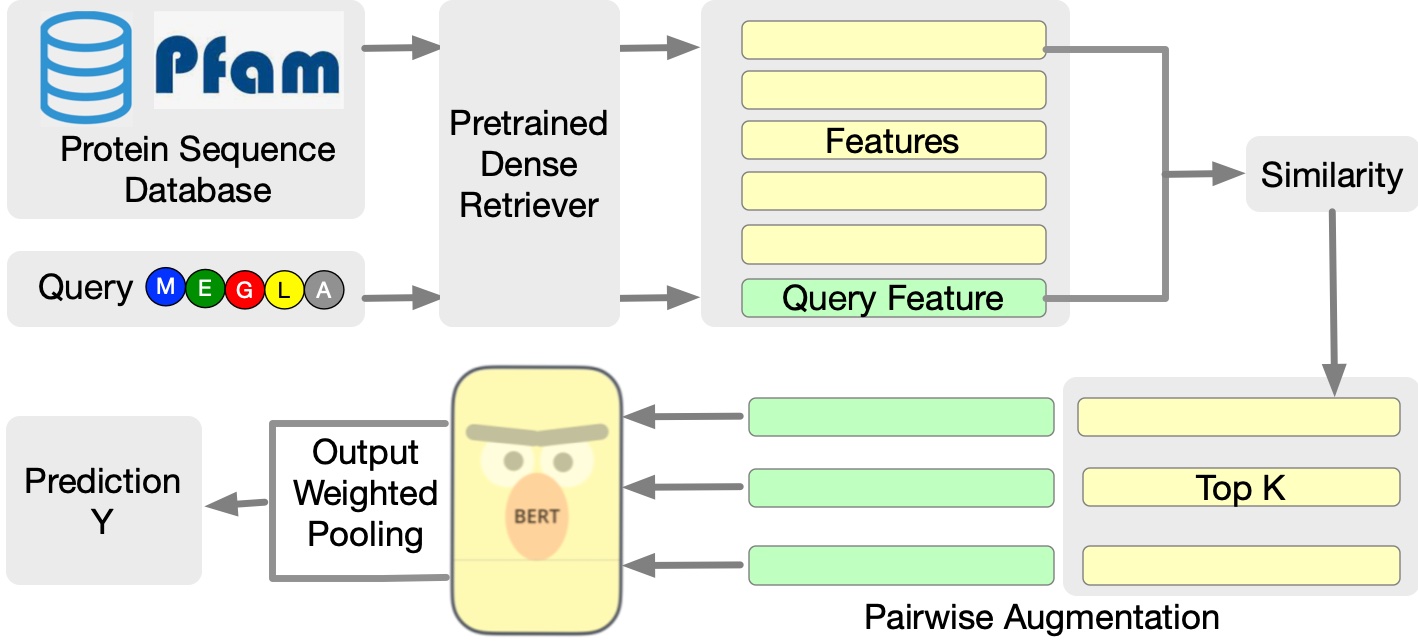 Pfam
Protein Sequence
Database
Query M E G L A
Pretrained
Dense
Retriever
Features
Query Feature
Similarity
Top K
Pairwise Augmentation
BERT
Output
Weighted
Pooling
Prediction
Y